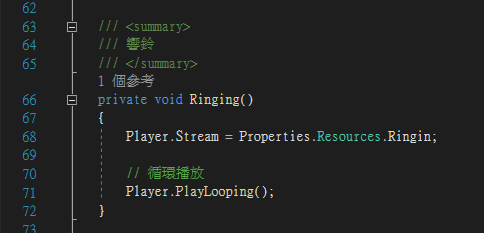 62
63 /// <summary>
64 /// 響鈴
65 /// </summary>
1 個參考
66 private void Ringing()
67 {
68 Player.Stream = Properties.Resources.Ringin;
69
70 // 循環播放
71 Player.PlayLooping();
72 }
73